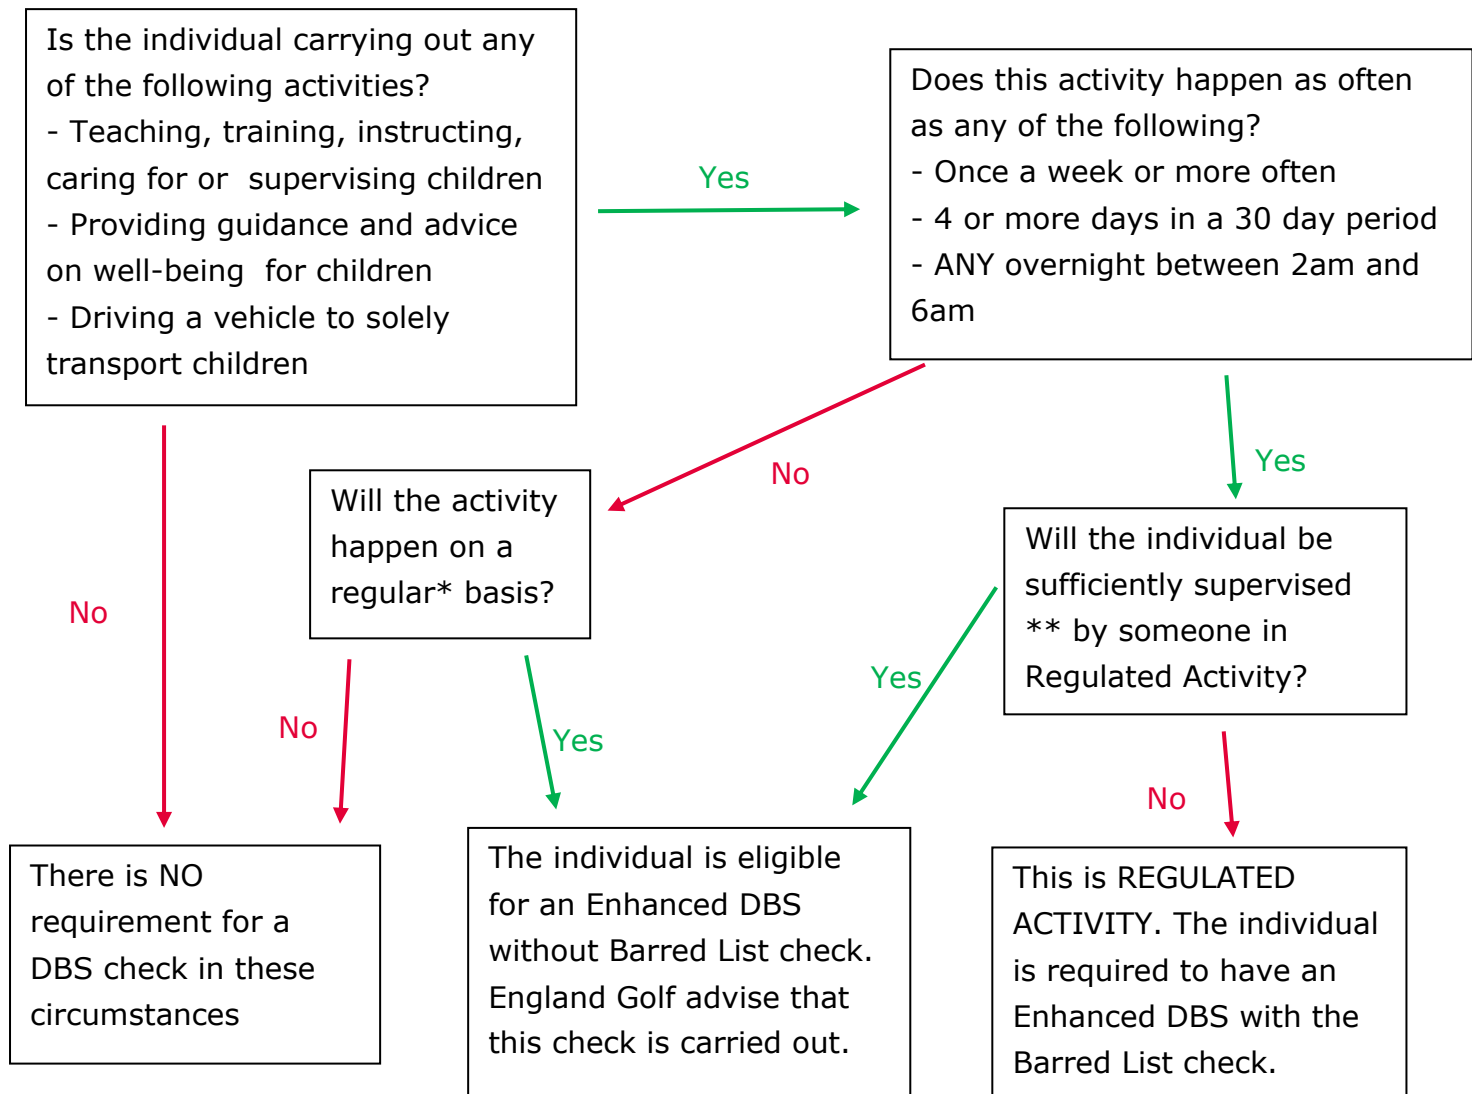 Is the individual carrying out any
of the following activities?
- Teaching, training, instructing,
caring for or  supervising children
- Providing guidance and advice
on well-being  for children
- Driving a vehicle to solely
transport children
Yes
Does this activity happen as often
as any of the following?
- Once a week or more often
- 4 or more days in a 30 day period
- ANY overnight between 2am and
6am
No
Yes
Will the activity
happen on a
regular* basis?
Will the individual be
sufficiently supervised
** by someone in
Regulated Activity?
No
No
Yes
Yes
No
There is NO
requirement for a
DBS check in these
circumstances
The individual is eligible
for an Enhanced DBS
without Barred List check.
England Golf advise that
this check is carried out.
This is REGULATED
ACTIVITY. The individual
is required to have an
Enhanced DBS with the
Barred List check.